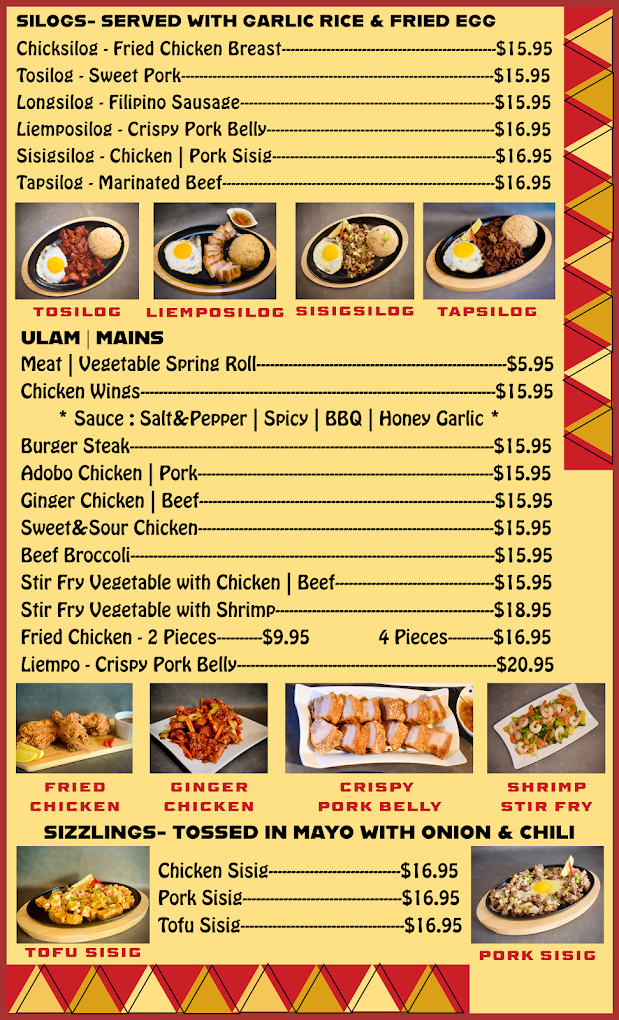 SILOGS- SERVED WITH GARLIC RICE & FRIED EGG
Chicksilog - Fried Chicken Breast---$15.95
Tosilog - Sweet Pork---$15.95
Longsilog - Filipino Sausage---$15.95
Liemposilog - Crispy Pork Belly---$16.95
Sisigsilog - Chicken | Pork Sisig---$16.95
Tapsilog - Marinated Beef---$16.95
TOSILOG LIEMPOSILOG SISIGSILOG TAPSILOG
ULAM | MAINS
Meat | Vegetable Spring Roll---$5.95
Chicken Wings---$15.95
* Sauce : Salt&Pepper | Spicy | BBQ | Honey Garlic *
Burger Steak---$15.95
Adobo Chicken | Pork---$15.95
Ginger Chicken | Beef---$15.95
Sweet&Sour Chicken---$15.95
Beef Broccoli---$15.95
Stir Fry Vegetable with Chicken | Beef---$15.95
Stir Fry Vegetable with Shrimp---$18.95
Fried Chicken - 2 Pieces---$9.95 4 Pieces---$16.95
Liempo - Crispy Pork Belly---$20.95
FRIED CHICKEN
GINGER CHICKEN
CRISPY PORK BELLY
SHRIMP STIR FRY
SIZZLINGS- TOSSED IN MAYO WITH ONION & CHILI
Chicken Sisig---$16.95
Pork Sisig---$16.95
Tofu Sisig---$16.95
TOFU SISIG
PORK SISIG